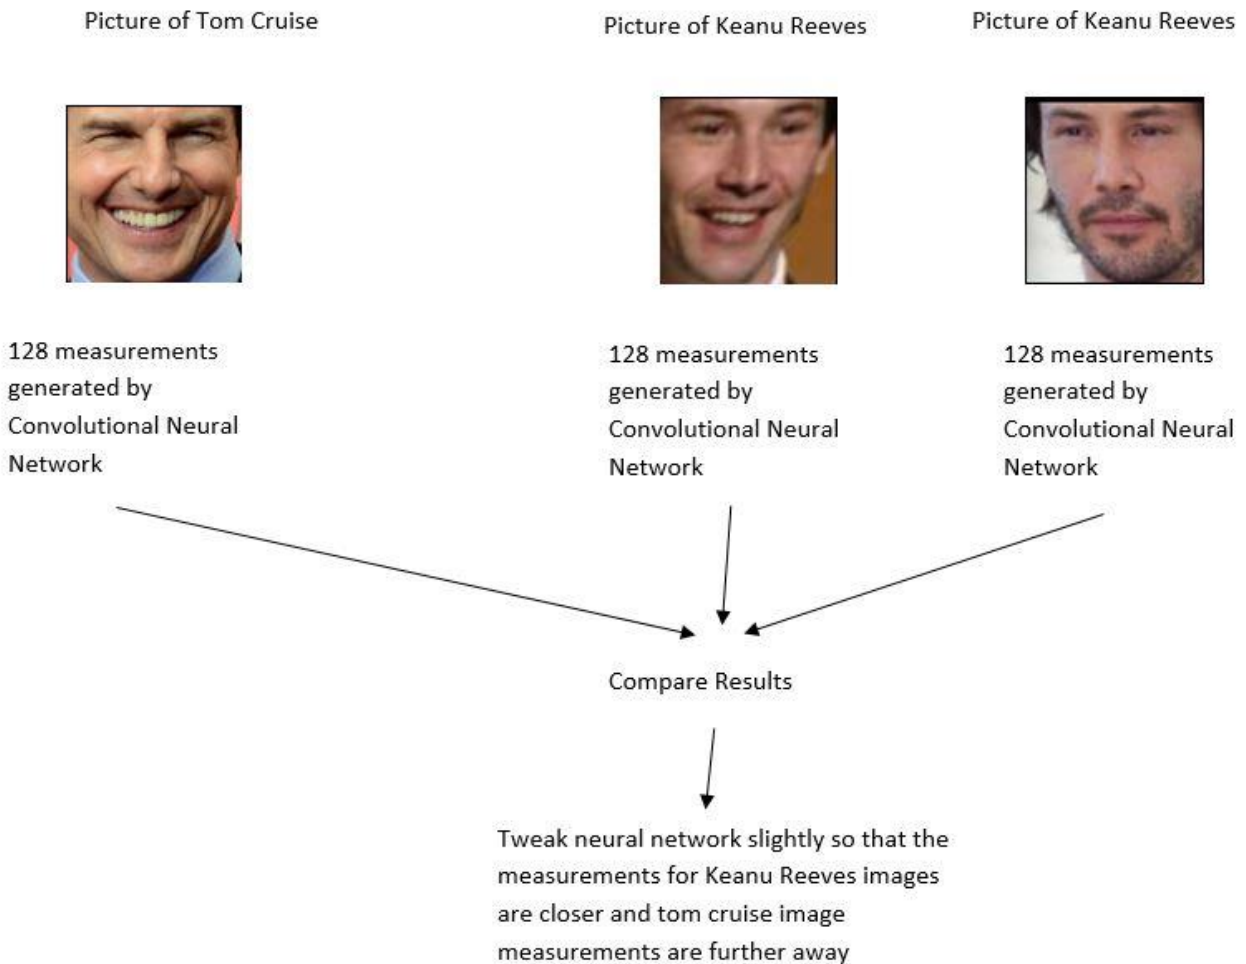 Picture of Tom Cruise
Picture of Keanu Reeves
Picture of Keanu Reeves
128 measurements
generated by
Convolutional Neural
Network
128 measurements
generated by
Convolutional Neural
Network
128 measurements
generated by
Convolutional Neural
Network
Compare Results
Tweak neural network slightly so that the
measurements for Keanu Reeves images
are closer and tom cruise image
measurements are further away